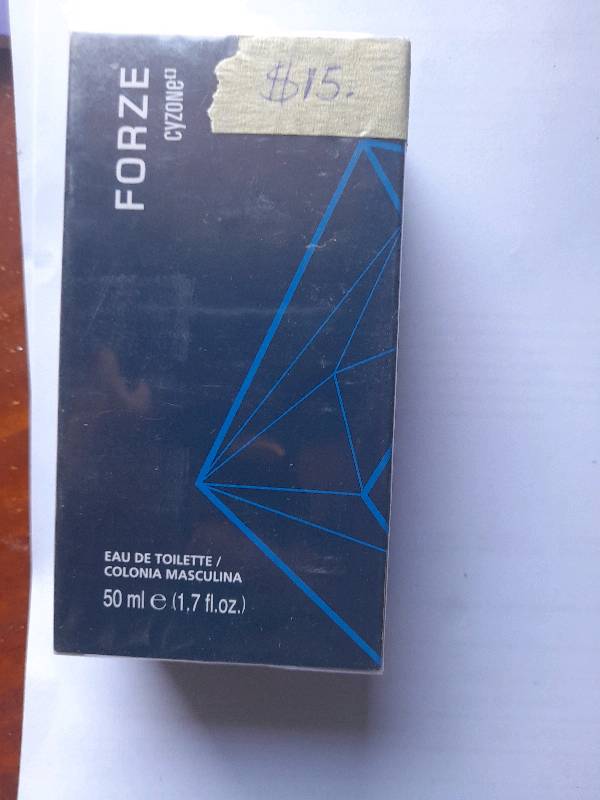 $15.
FORZE
cyzone
EAU DE TOILETTE /
COLONIA MASCULINA
50 ml e (1,7 fl.oz.)